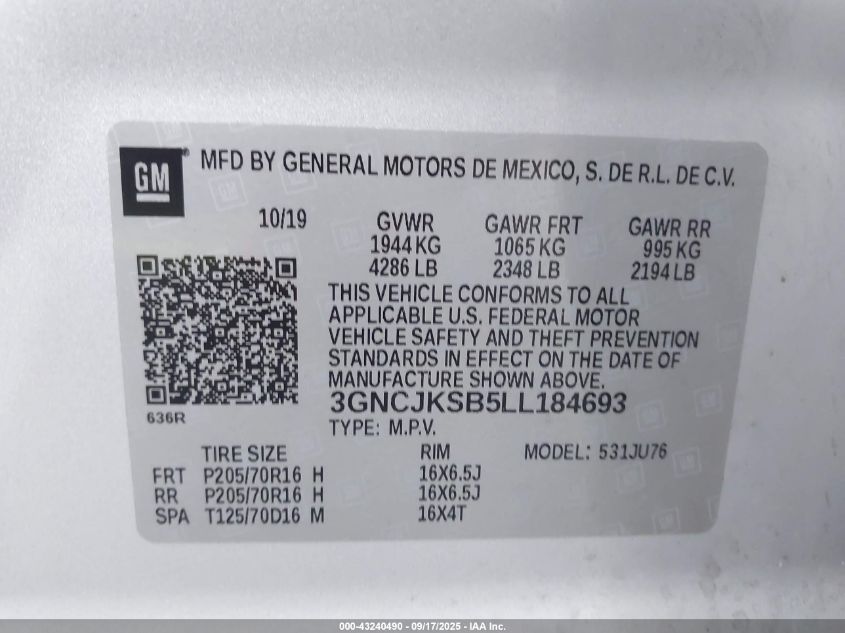 GM ® MFD BY GENERAL MOTORS DE MEXICO, S. DE R.L. DE C.V.
10/19 GVWR GAWR FRT GAWR RR
1944 KG 1065 KG 995 KG
4286 LB 2348 LB 2194 LB
THIS VEHICLE CONFORMS TO ALL
APPLICABLE U.S. FEDERAL MOTOR
VEHICLE SAFETY AND THEFT PREVENTION
STANDARDS IN EFFECT ON THE DATE OF
MANUFACTURE SHOWN ABOVE.
3GNCJKSB5LL184693
636R
TYPE: M.P.V.
TIRE SIZE RIM MODEL: 531JU76
FRT P205/70R16 H 16X6.5J
RR P205/70R16 H 16X6.5J
SPA T125/70D16 M 16X4T
000-43240490 - 09/17/2025 - IAA Inc.